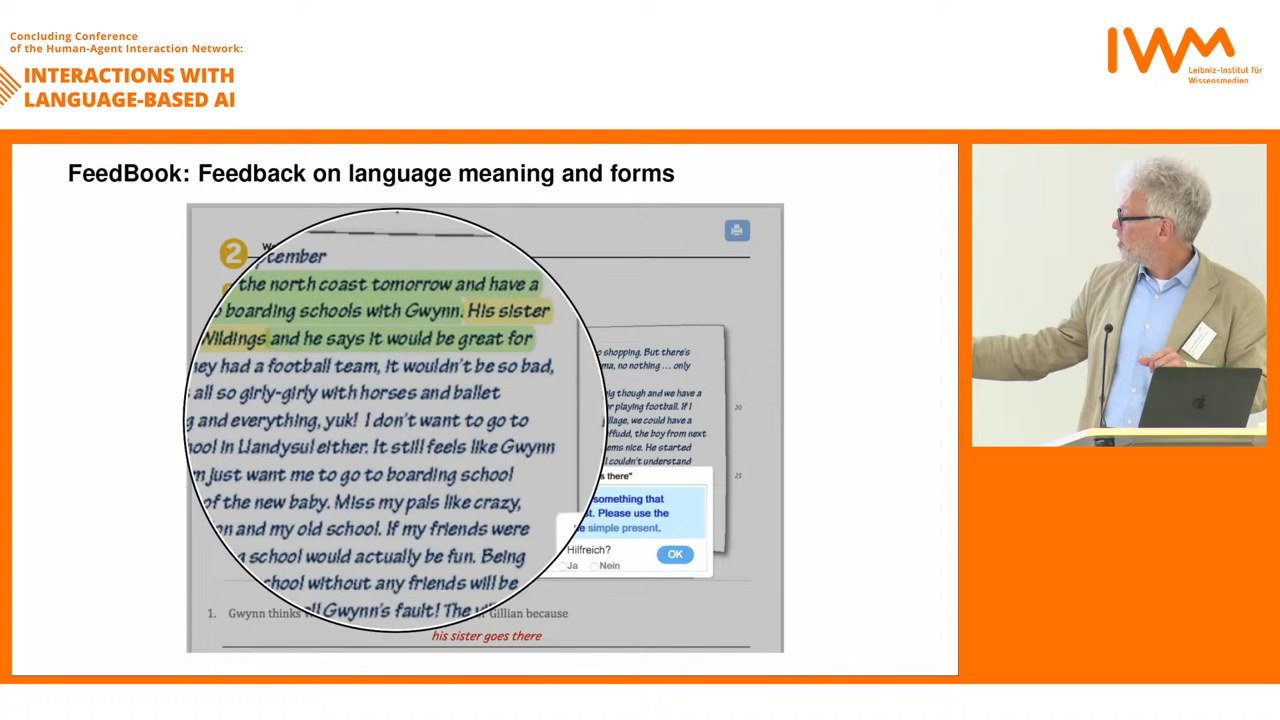 Concluding Conference
of the Human-Agent Interaction Network:
INTERACTIONS WITH
LANGUAGE-BASED AI
IWM
Leibniz-Institut für
Wissensmedien
FeedBook: Feedback on language meaning and forms
2
ptember
the north coast tomorrow and have a
boarding schools with Gwynn. His sister
Wildings and he says it would be great for
hey had a football team, it wouldn't be so bad,
all so girly-girly with horses and ballet
g and everything, yuk! I don't want to go to
hool in Llandysul either. It still feels like Gwynn
m just want me to go to boarding school
of the new baby. Miss my pals like crazy,
on and my old school. If my friends were
g school would actually be fun. Being
chool without any friends will be
all Gwynn's fault! The
o shopping. But there's
ma, no nothing ... only
ig though and we have a
r playing football. If I
illage, we could have a
uffudd, the boy from next
ems nice. He started
I couldn't understand
20
25
s there"
something that
st. Please use the
e simple present.
Hilfreich?
Ja Nein
OK
1. Gwynn thinks Gillian because
his sister goes there